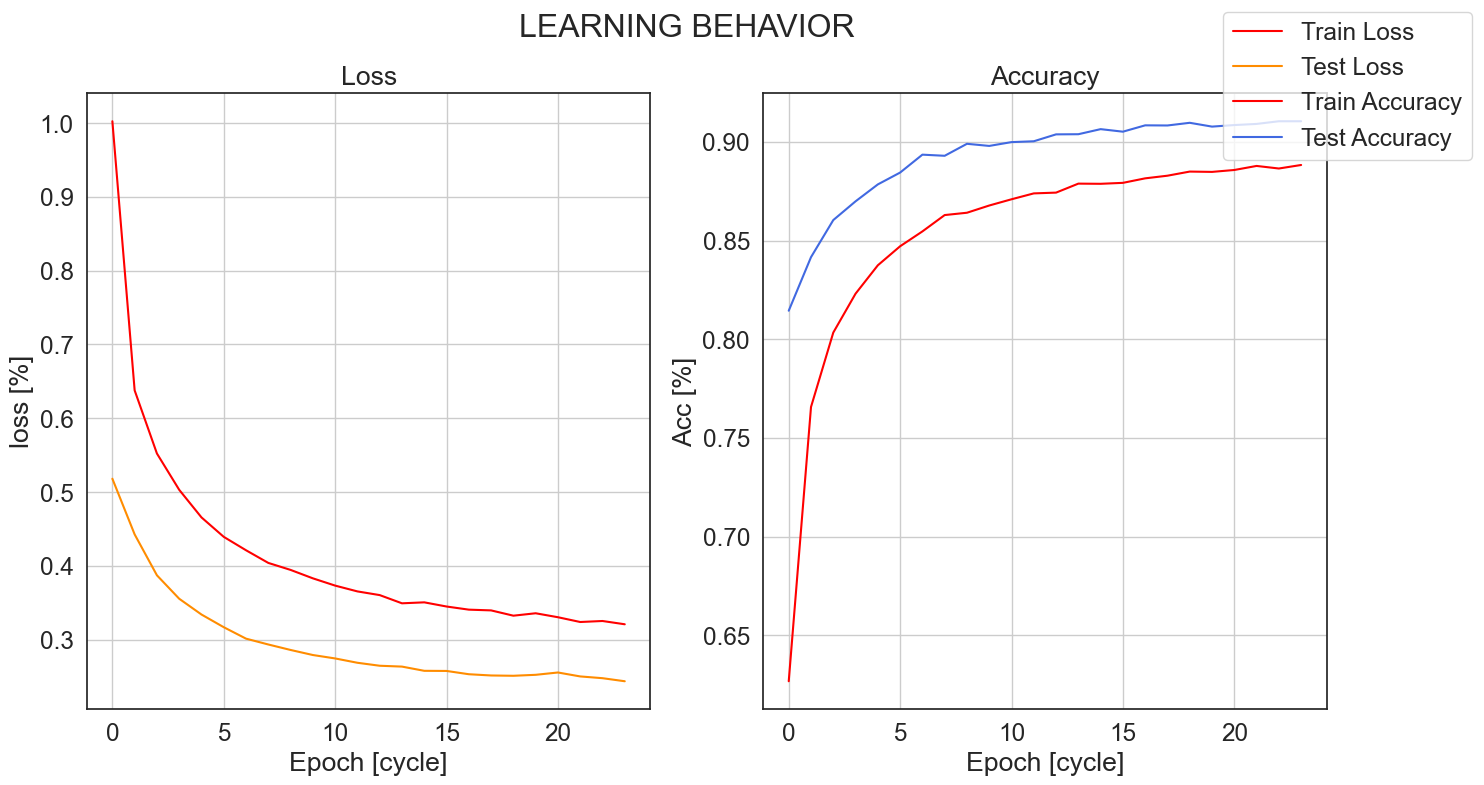 LEARNING BEHAVIOR
Train Loss
Test Loss
Train Accuracy
Test Accuracy
Loss
1.0
0.9
0.8
0.7
0.6
0.5
0.4
0.3
loss [%]
0 5 10 15 20
Epoch [cycle]
Accuracy
0.90
0.85
0.80
0.75
0.70
0.65
Acc [%]
0 5 10 15 20
Epoch [cycle]